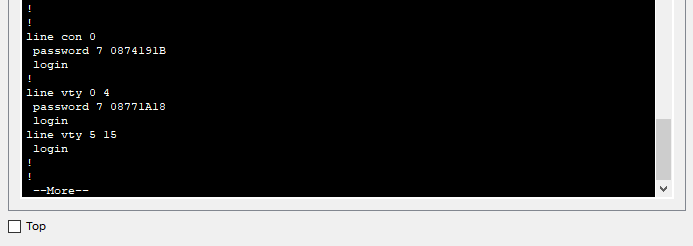 !
!
line con 0
password 7 0874191B
login
!
line vty 0 4
password 7 08771A18
login
line vty 5 15
login
!
!
--More--
Top